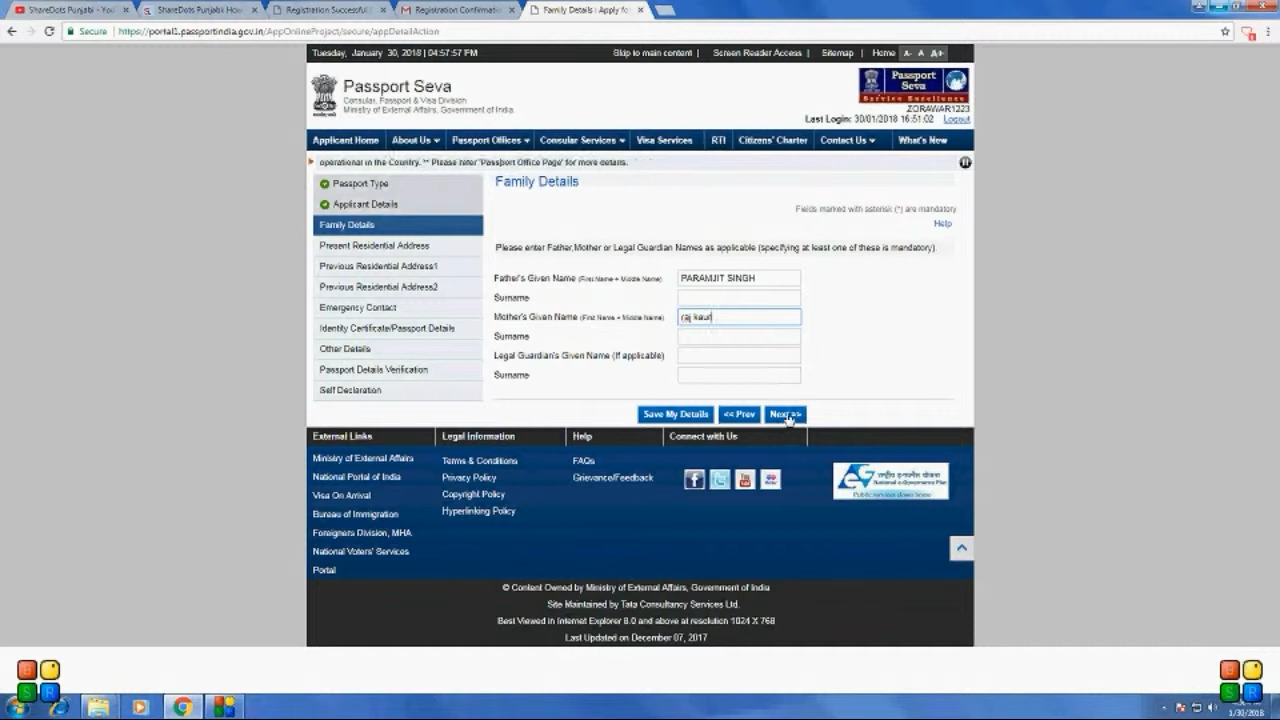 ShareDots Punjabi - You
ShareDots Punjabi Ho
Registration Successful
Registration Confirmatio
Family Details : Apply fo
Secure | https://portal1.passportindia.gov.in/AppOnlineProject/secure/appDetailAction
Tuesday, January 30, 2018 | 04:57:57 PM
Skip to main content | Screen Reader Access | Sitemap | Home A- A A+
Passport Seva
Consular, Passport & Visa Division
Ministry of External Affairs, Government of India
Passport Seva
Service Excellence
ZORAWAR1223
Last Login: 30/01/2018 16:51:02 Logout
Applicant Home About Us Passport Offices Consular Services Visa Services RTI Citizens' Charter Contact Us What's New
operational in the Country. ** Please refer 'Passport Office Page' for more details.
Passport Type
Applicant Details
Family Details
Present Residential Address
Previous Residential Address1
Previous Residential Address2
Emergency Contact
Identity Certificate/Passport Details
Other Details
Passport Details Verification
Self Declaration
Family Details
Fields marked with asterisk (*) are mandatory
Help
Please enter Father,Mother or Legal Guardian Names as applicable (specifying at least one of these is mandatory).
Father's Given Name (First Name + Middle Name) PARAMJIT SINGH
Surname
Mother's Given Name (First Name + Middle Name) raj kaur
Surname
Legal Guardian's Given Name (If applicable)
Surname
Save My Details << Prev Next >>
External Links
Ministry of External Affairs
National Portal of India
Visa On Arrival
Bureau of Immigration
Foreigners Division, MHA
National Voters' Services
Portal
Legal Information
Terms & Conditions
Privacy Policy
Copyright Policy
Hyperlinking Policy
Help
FAQs
Grievance/Feedback
Connect with Us
राष्ट्रीय ई-गवर्नेंस योजना
National e-Governance Plan
Public services closer home
© Content Owned by Ministry of External Affairs, Government of India
Site Maintained by Tata Consultancy Services Ltd.
Best Viewed in Internet Explorer 8.0 and above at resolution 1024 X 768
Last Updated on December 07, 2017
B
S R
B
S R
1/30/2018